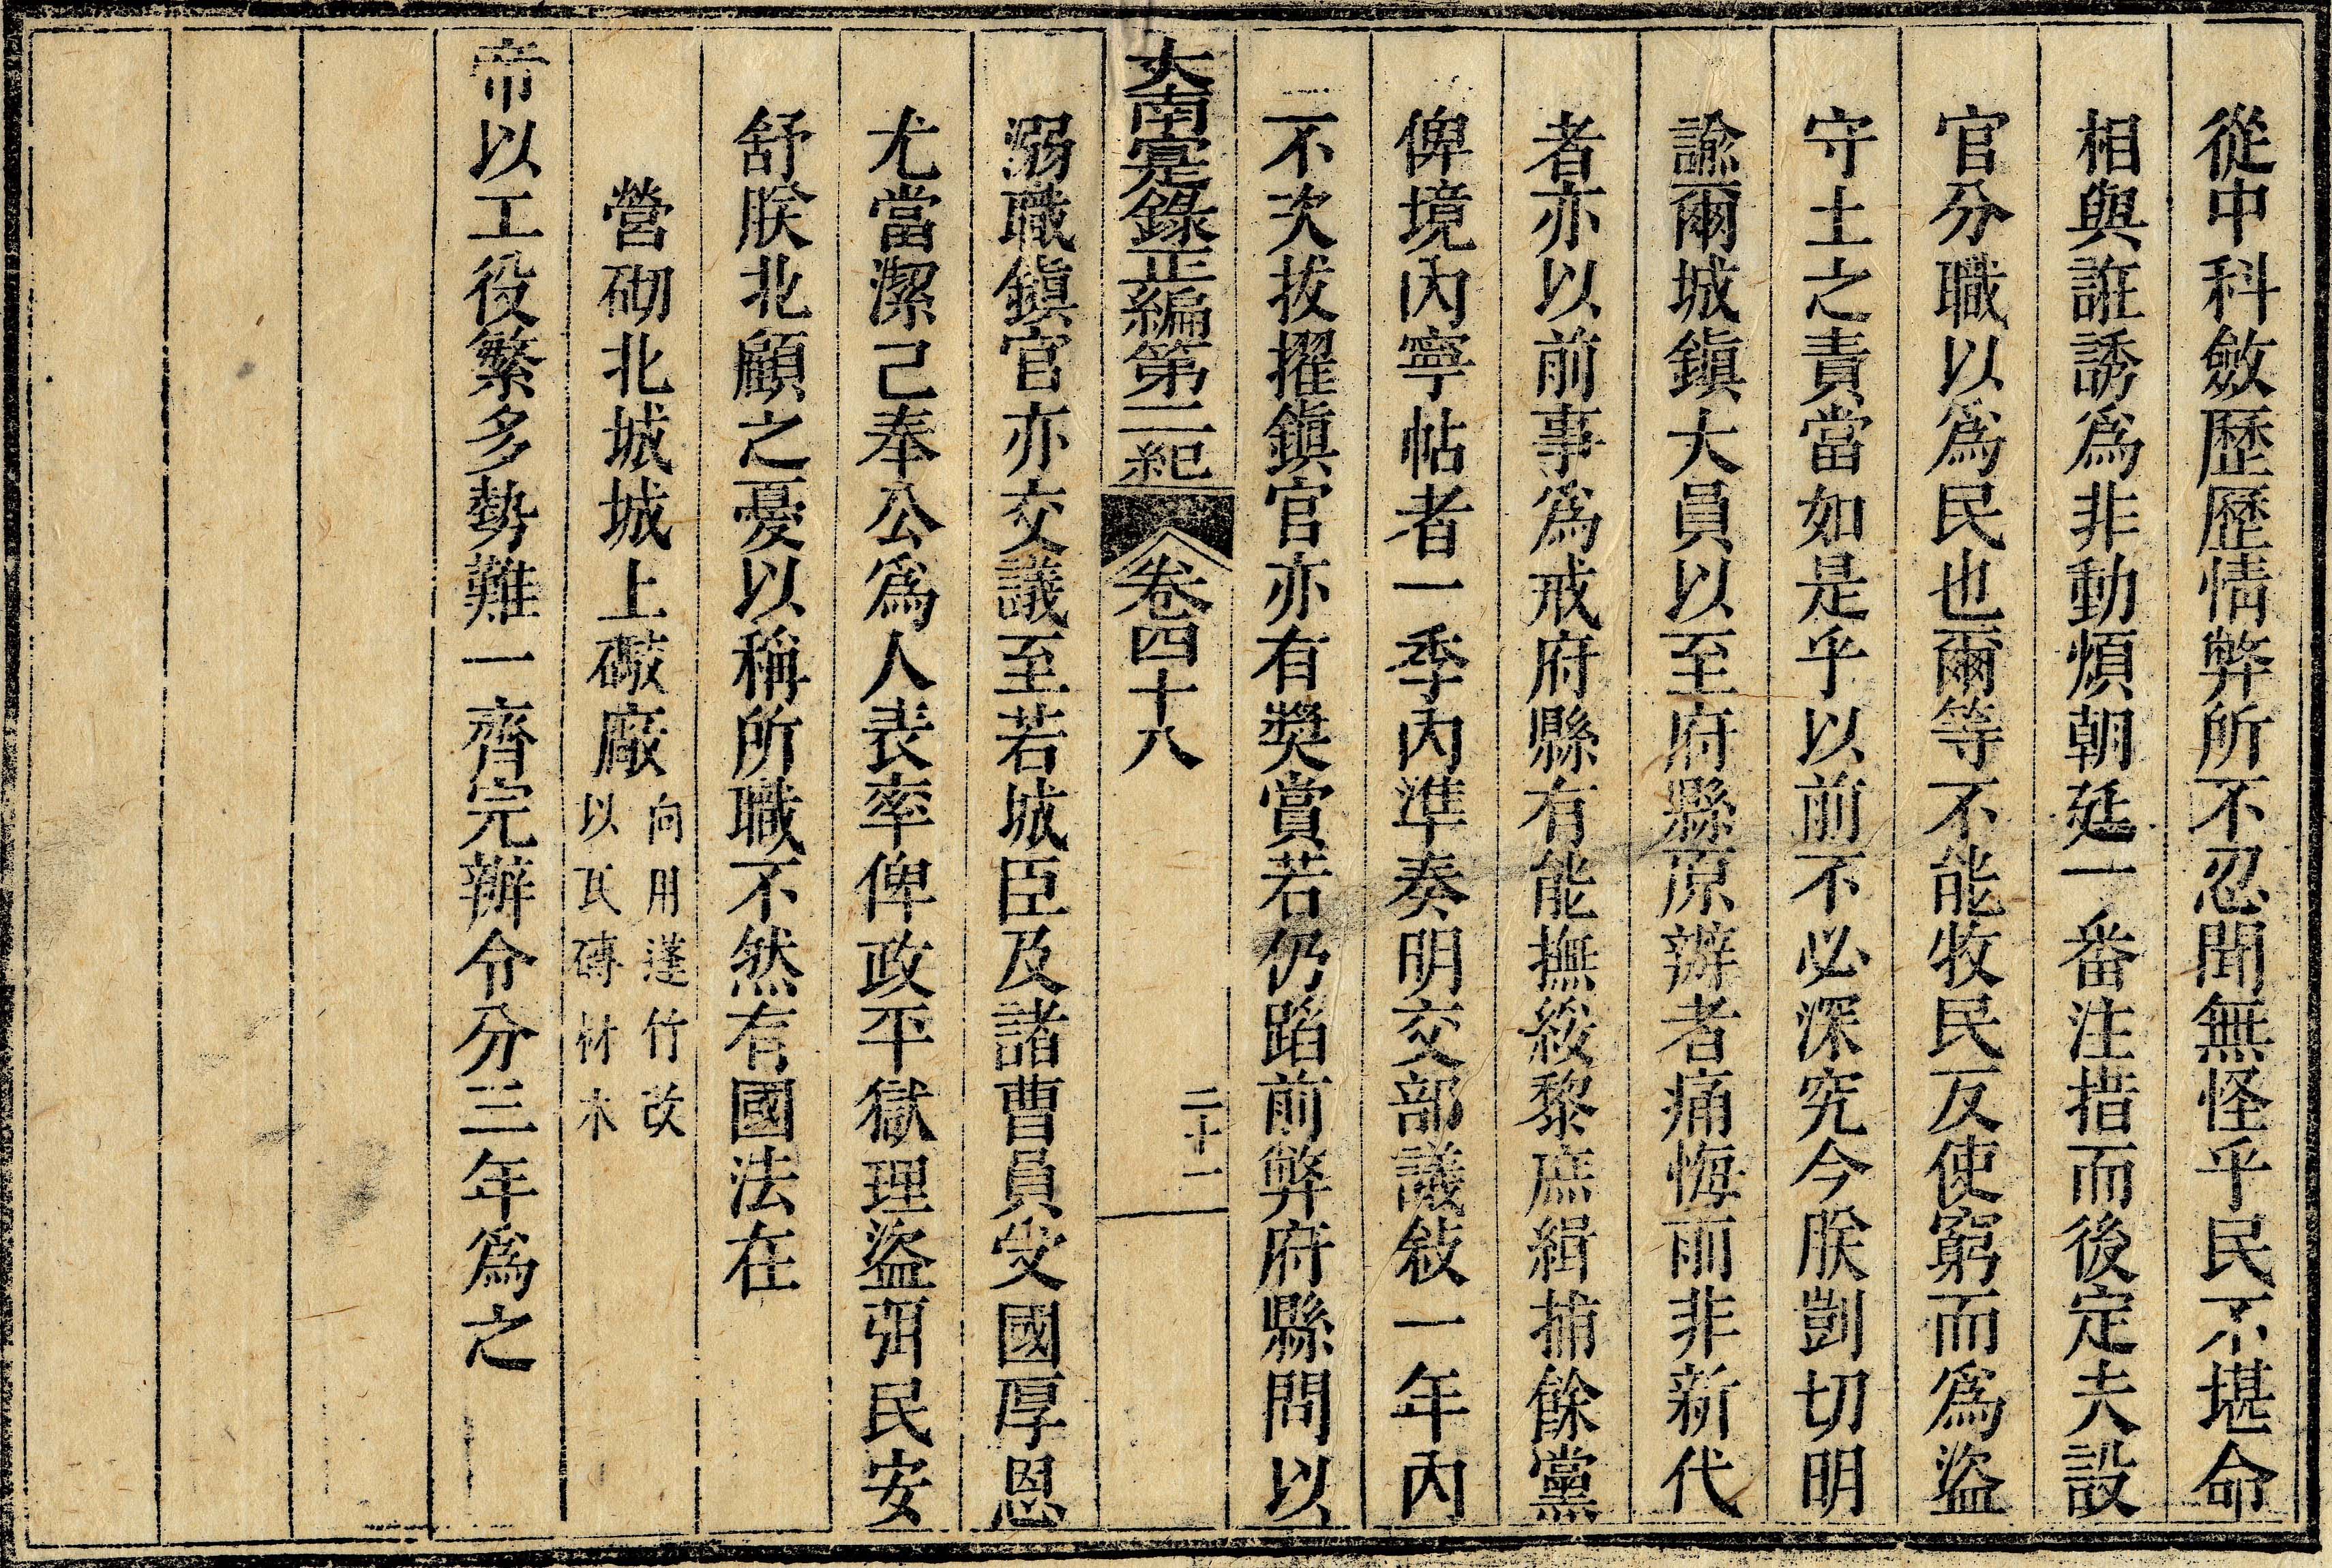 從中科斂歷歷情弊所不忍聞無怪乎民不堪命
相與誑誘爲非動煩朝廷一番注措而後定夫設
官分職以爲民也爾等不能牧民反使窮而爲盜
守土之責當如是乎以前不必深究今朕剴切明
諭爾城鎭大員以至府縣原辦者痛悔前非新代
者亦以前事爲戒府縣有能撫綏黎庶緝捕餘黨
俾境內寧帖者一季內準奏明交部議敍一年內
不次拔擢鎭官亦有奬賞若仍蹈前弊府縣問以
大南寔錄正編第二紀 卷四十八 二十一
溺職鎭官亦交議至若城臣及諸曹員受國厚恩
尤當潔己奉公爲人表率俾政平獄理盜弭民安
舒朕北顧之憂以稱所職不然有國法在
營砌北城城上礮廠向用蓬竹改以瓦磚材木
帝以工役繁多勢難一齊完辦令分三年爲之